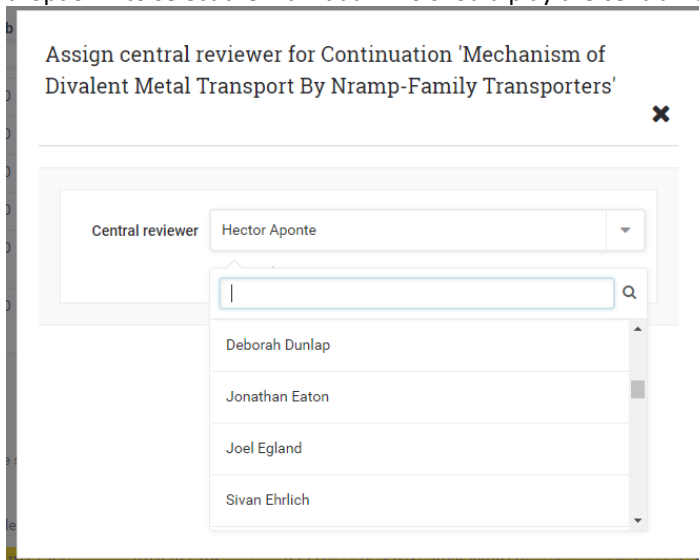 Assign central reviewer for Continuation 'Mechanism of
Divalent Metal Transport By Nramp-Family Transporters'
Central reviewer
Hector Aponte
Deborah Dunlap
Jonathan Eaton
Joel Egland
Sivan Ehrlich